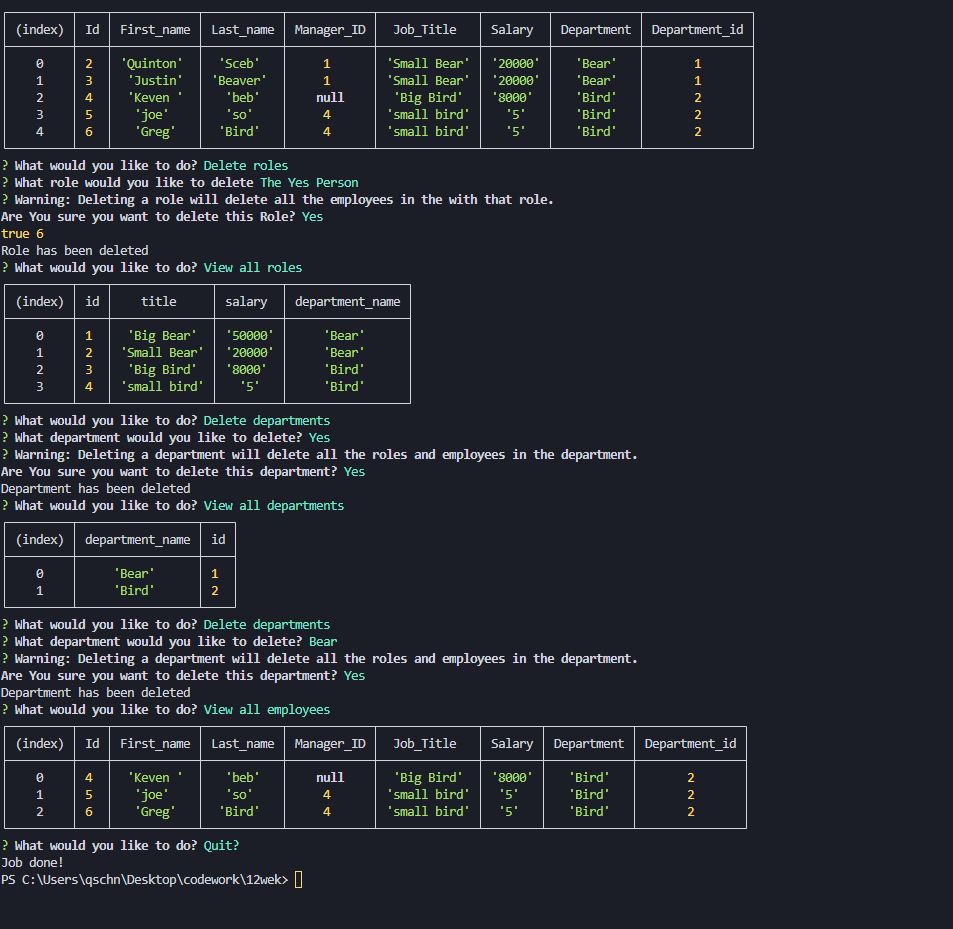 (index) Id First_name Last_name Manager_ID Job_Title Salary Department Department_id
0 2 'Quinton' 'Sceb' 1 'Small Bear' '20000' 'Bear' 1
1 3 'Justin' 'Beaver' 1 'Small Bear' '20000' 'Bear' 1
2 4 'Keven ' 'beb' null 'Big Bird' '8000' 'Bird' 2
3 5 'joe' 'so' 4 'small bird' '5' 'Bird' 2
4 6 'Greg' 'Bird' 4 'small bird' '5' 'Bird' 2
? What would you like to do? Delete roles
? What role would you like to delete The Yes Person
? Warning: Deleting a role will delete all the employees in the with that role.
Are You sure you want to delete this Role? Yes
true 6
Role has been deleted
? What would you like to do? View all roles
(index) id title salary department_name
0 1 'Big Bear' '50000' 'Bear'
1 2 'Small Bear' '20000' 'Bear'
2 3 'Big Bird' '8000' 'Bird'
3 4 'small bird' '5' 'Bird'
? What would you like to do? Delete departments
? What department would you like to delete? Yes
? Warning: Deleting a department will delete all the roles and employees in the department.
Are You sure you want to delete this department? Yes
Department has been deleted
? What would you like to do? View all departments
(index) department_name id
0 'Bear' 1
1 'Bird' 2
? What would you like to do? Delete departments
? What department would you like to delete? Bear
? Warning: Deleting a department will delete all the roles and employees in the department.
Are You sure you want to delete this department? Yes
Department has been deleted
? What would you like to do? View all employees
(index) Id First_name Last_name Manager_ID Job_Title Salary Department Department_id
0 4 'Keven ' 'beb' null 'Big Bird' '8000' 'Bird' 2
1 5 'joe' 'so' 4 'small bird' '5' 'Bird' 2
2 6 'Greg' 'Bird' 4 'small bird' '5' 'Bird' 2
? What would you like to do? Quit?
Job done!
PS C:\Users\qschn\Desktop\codework\12wek>